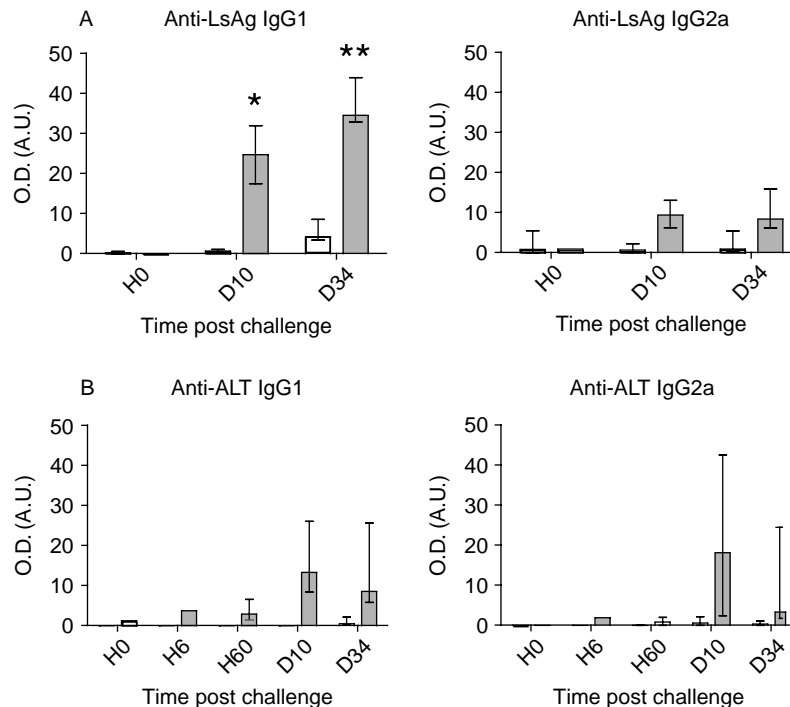 A
Anti-LsAg IgG1
50
40
30
20
10
0
O.D. (A.U.)
*
**
H0
D10
D34
Time post challenge
Anti-LsAg IgG2a
50
40
30
20
10
0
O.D. (A.U.)
H0
D10
D34
Time post challenge
B
Anti-ALT IgG1
50
40
30
20
10
0
O.D. (A.U.)
H0
H6
H60
D10
D34
Time post challenge
Anti-ALT IgG2a
50
40
30
20
10
0
O.D. (A.U.)
H0
H6
H60
D10
D34
Time post challenge